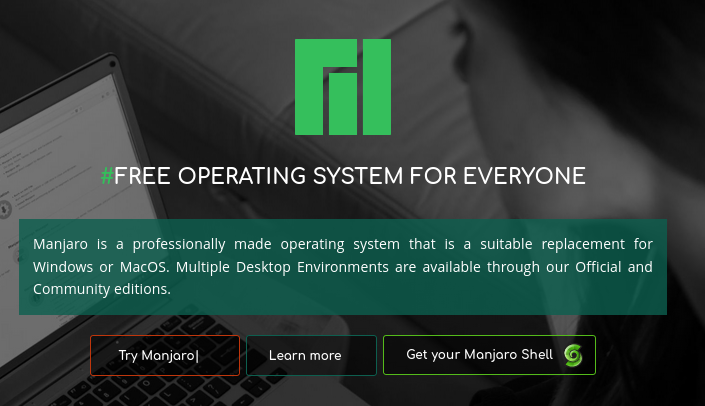 #FREE OPERATING SYSTEM FOR EVERYONE
Manjaro is a professionally made operating system that is a suitable replacement for
Windows or MacOS. Multiple Desktop Environments are available through our Official and
Community editions.
Try Manjaro|
Learn more
Get your Manjaro Shell